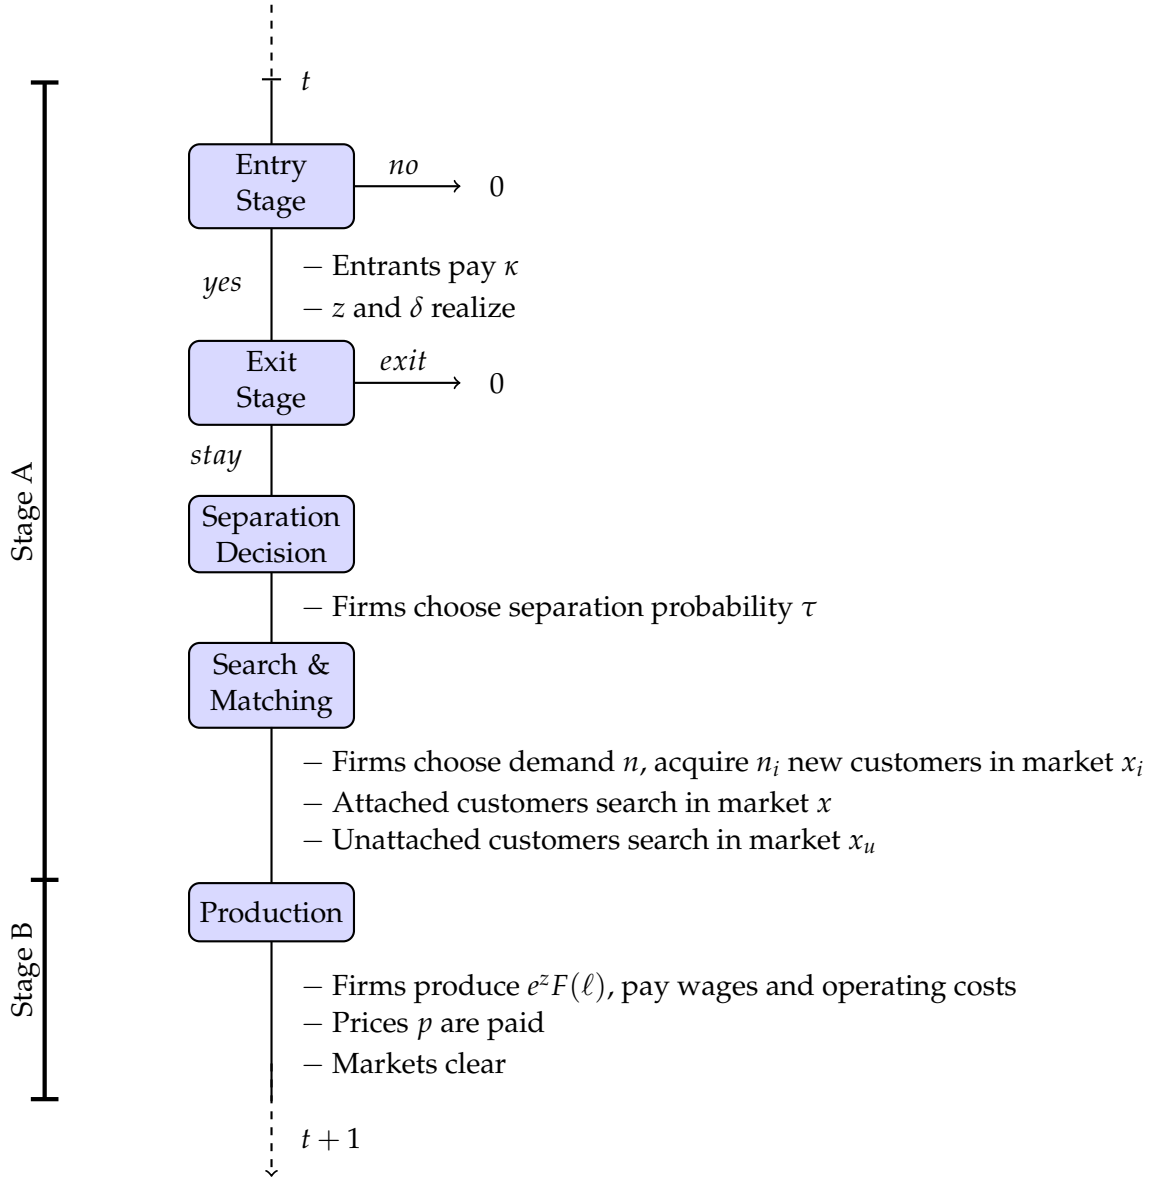 t
Entry
Stage
no
0
yes
– Entrants pay κ
– z and δ realize
Exit
Stage
exit
0
stay
Stage A
Separation
Decision
– Firms choose separation probability τ
Search &
Matching
– Firms choose demand n, acquire nᵢ new customers in market xᵢ
– Attached customers search in market x
– Unattached customers search in market xᵤ
Production
Stage B
– Firms produce eᶻF(ℓ), pay wages and operating costs
– Prices p are paid
– Markets clear
t + 1